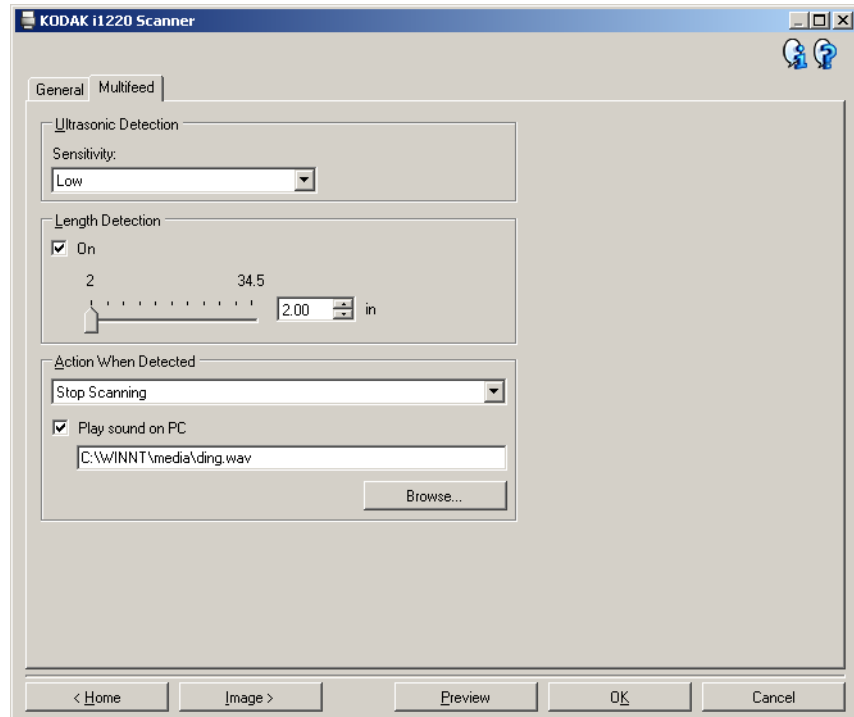 KODAK i1220 Scanner
General Multifeed
Ultrasonic Detection
Sensitivity:
Low
Length Detection
On
2 34.5
2.00 in
Action When Detected
Stop Scanning
Play sound on PC
C:\WINNT\media\ding.wav
Browse...
< Home Image > Preview OK Cancel